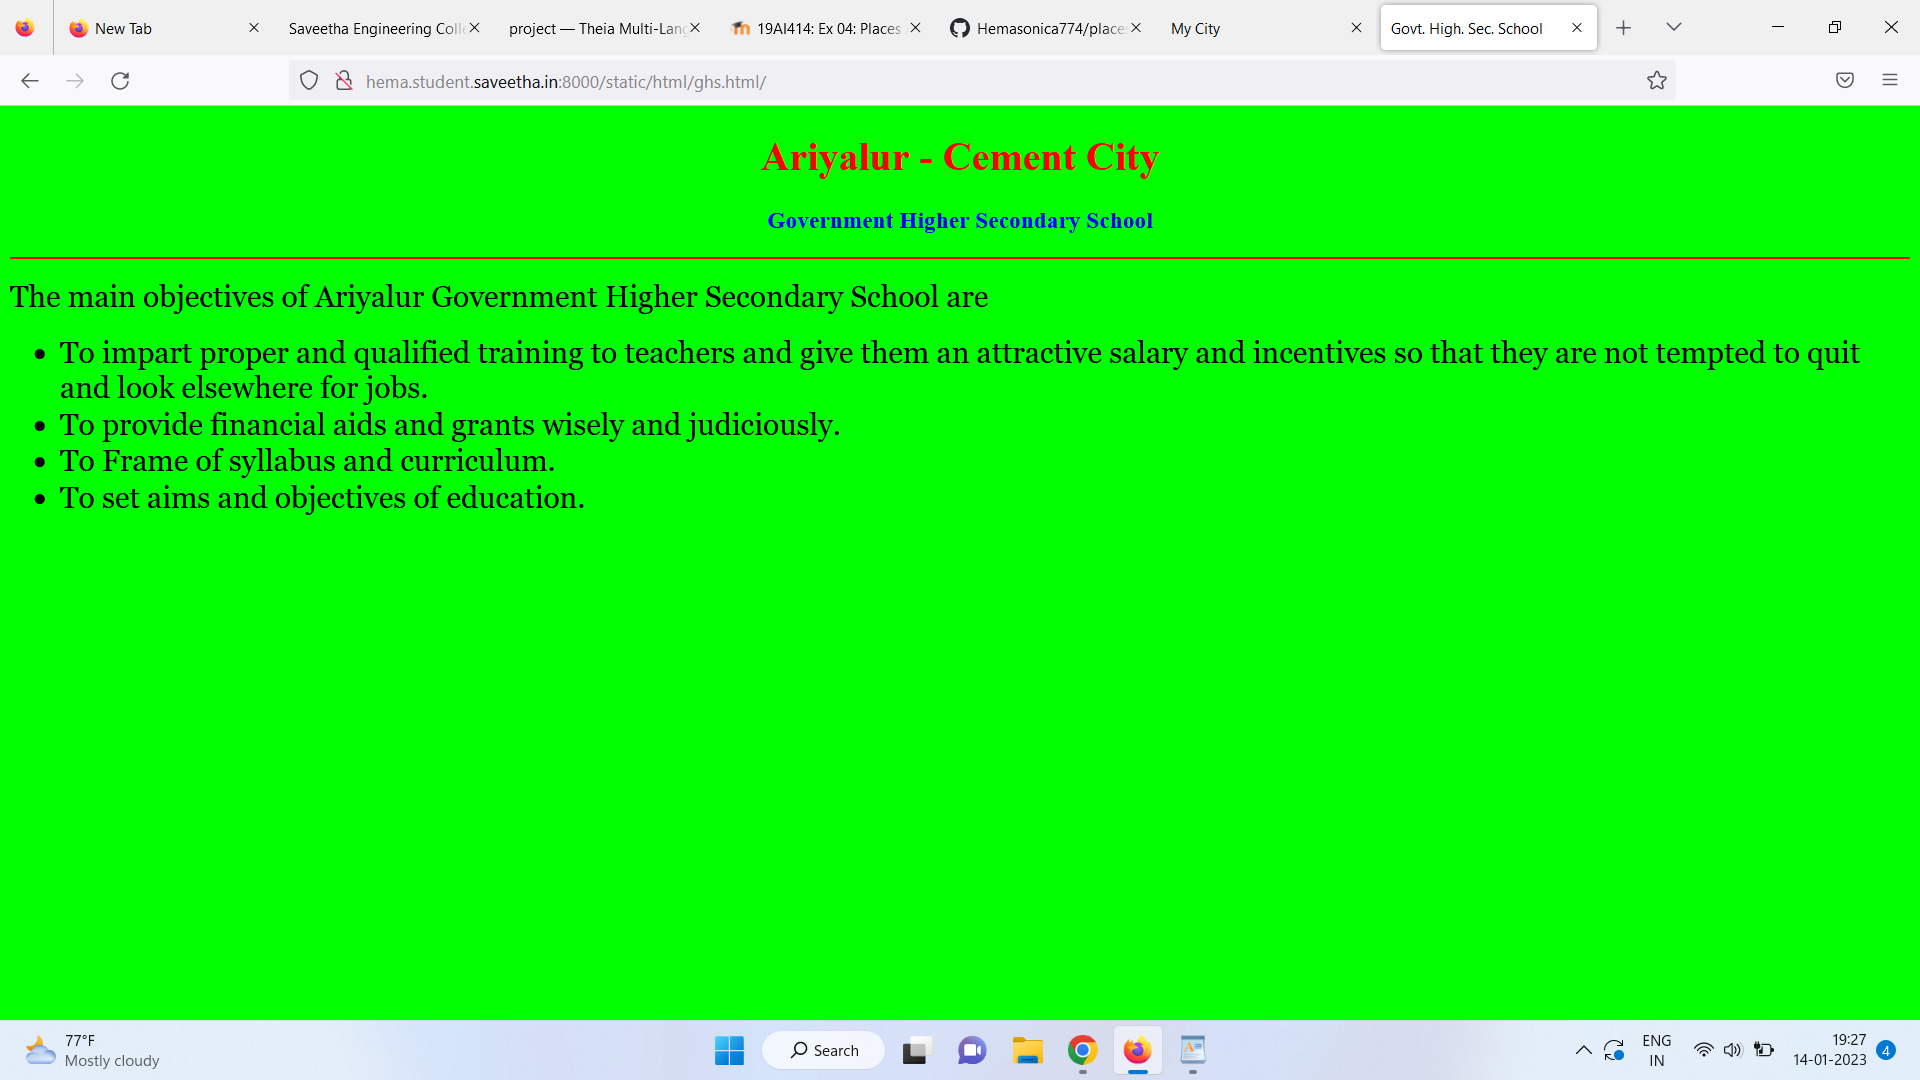 New Tab
Saveetha Engineering Colle
project — Theia Multi-Lang
19AI414: Ex 04: Places
Hemasonica774/place
My City
Govt. High. Sec. School
hema.student.saveetha.in:8000/static/html/ghs.html/
Ariyalur - Cement City
Government Higher Secondary School
The main objectives of Ariyalur Government Higher Secondary School are
• To impart proper and qualified training to teachers and give them an attractive salary and incentives so that they are not tempted to quit
and look elsewhere for jobs.
• To provide financial aids and grants wisely and judiciously.
• To Frame of syllabus and curriculum.
• To set aims and objectives of education.
77°F
Mostly cloudy
Search
ENG
IN
19:27
14-01-2023
4